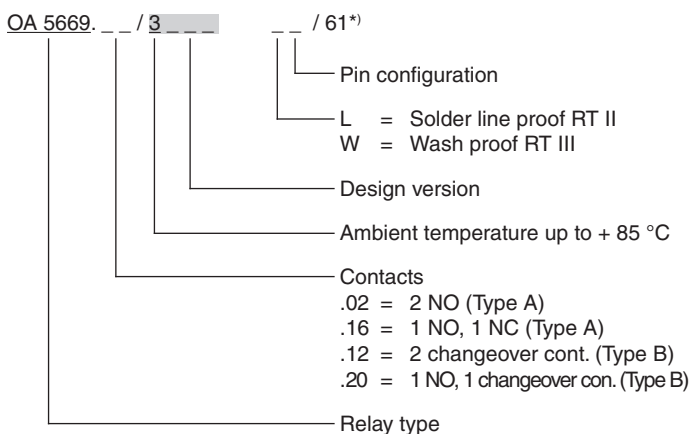 OA 5669. _ _ / 3 _ _ _ _ _ / 61*)
Pin configuration
L = Solder line proof RT II
W = Wash proof RT III
Design version
Ambient temperature up to + 85 °C
Contacts
.02 = 2 NO (Type A)
.16 = 1 NO, 1 NC (Type A)
.12 = 2 changeover cont. (Type B)
.20 = 1 NO, 1 changeover con. (Type B)
Relay type